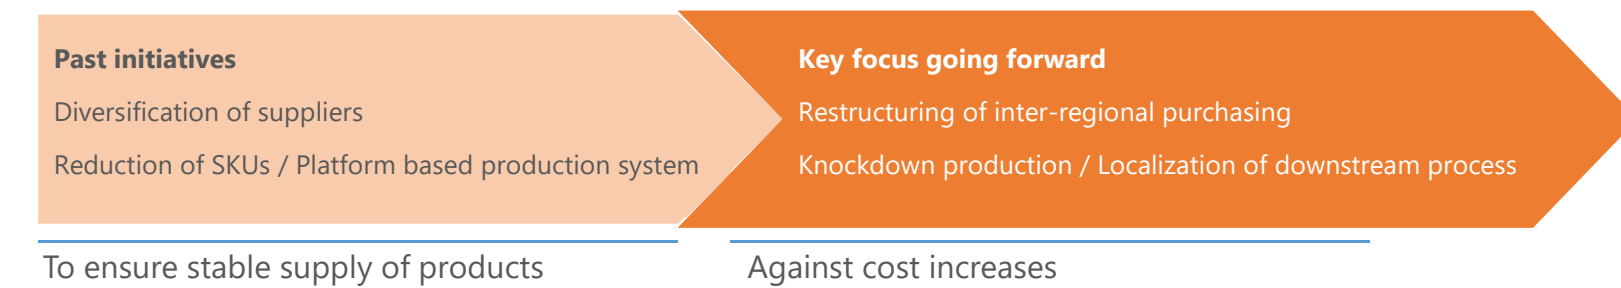 Past initiatives
Diversification of suppliers
Reduction of SKUs / Platform based production system
To ensure stable supply of products
Key focus going forward
Restructuring of inter-regional purchasing
Knockdown production / Localization of downstream process
Against cost increases